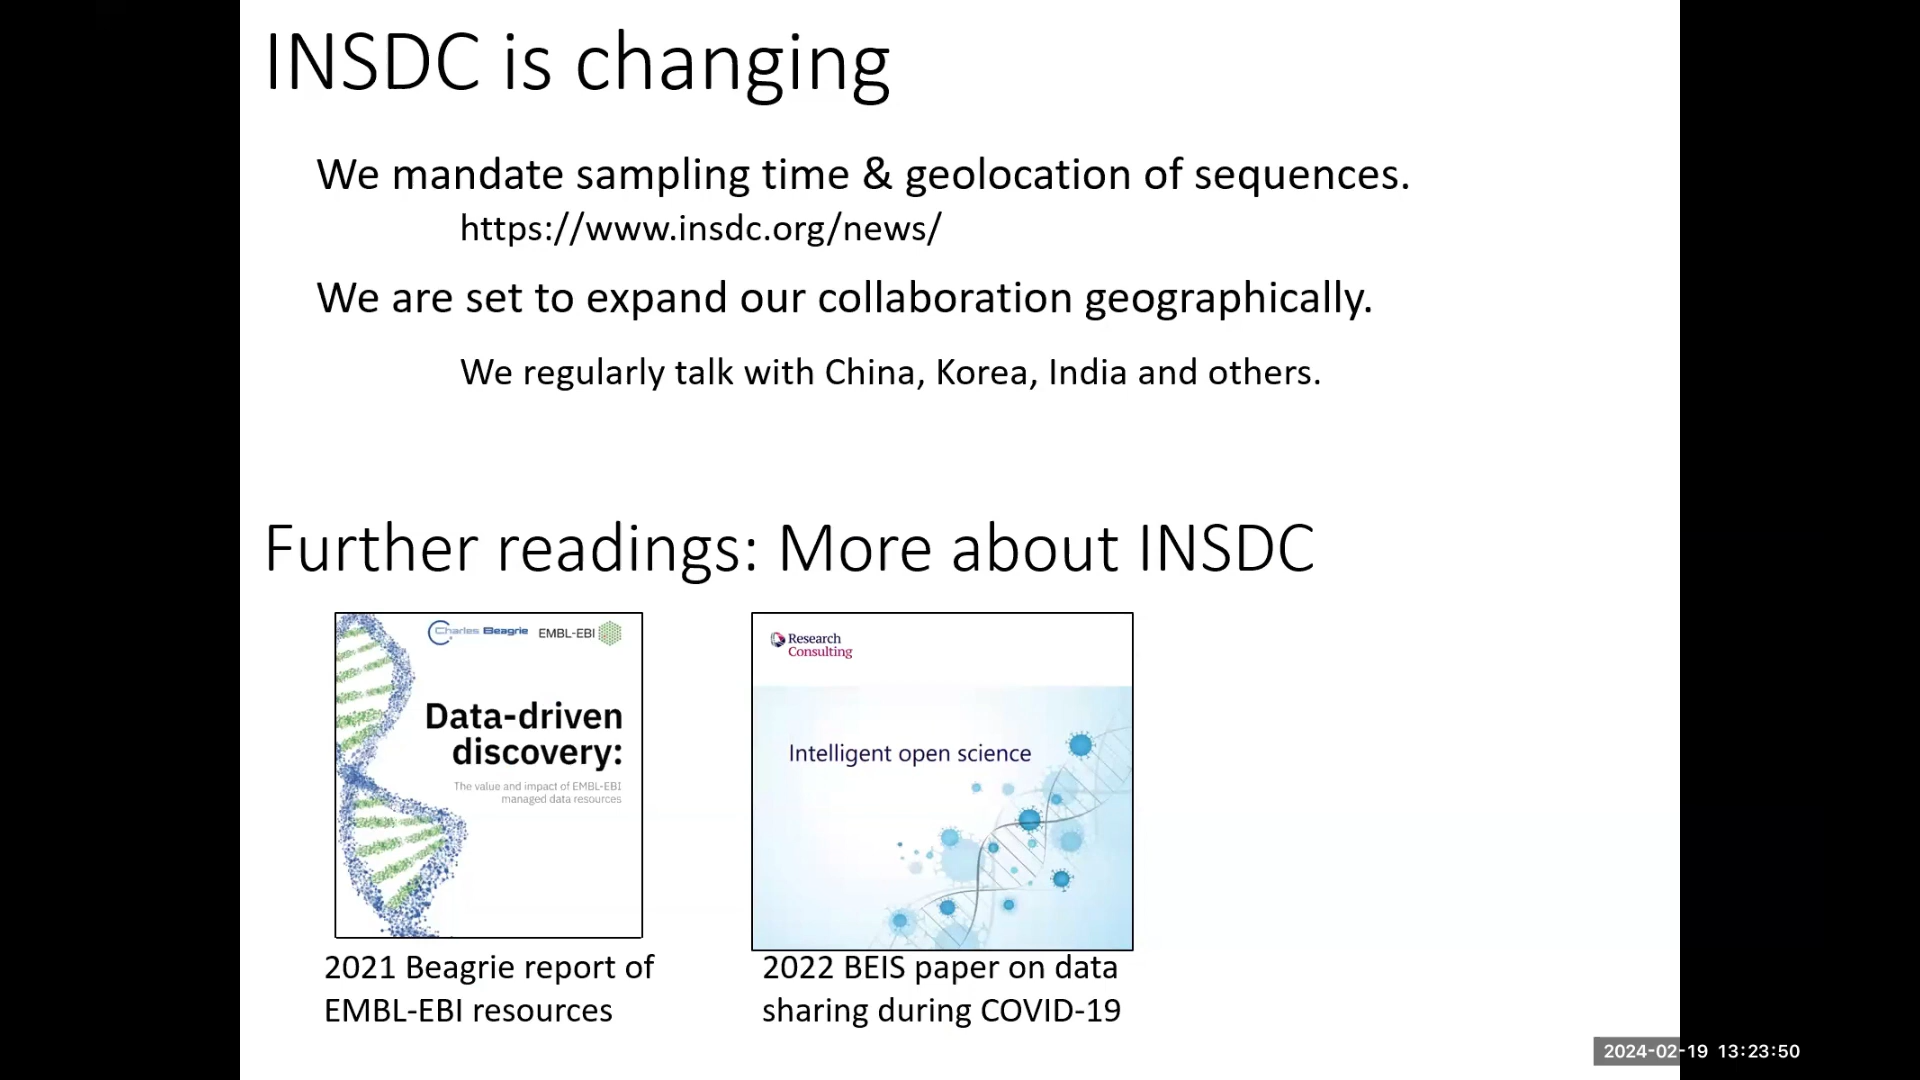 INSDC is changing
We mandate sampling time & geolocation of sequences.
https://www.insdc.org/news/
We are set to expand our collaboration geographically.
We regularly talk with China, Korea, India and others.
Further readings: More about INSDC
Charles Beagrie EMBL-EBI
Data-driven
discovery:
The value and impact of EMBL-EBI
managed data resources
2021 Beagrie report of
EMBL-EBI resources
Research
Consulting
Intelligent open science
2022 BEIS paper on data
sharing during COVID-19
2024-02-19 13:23:50